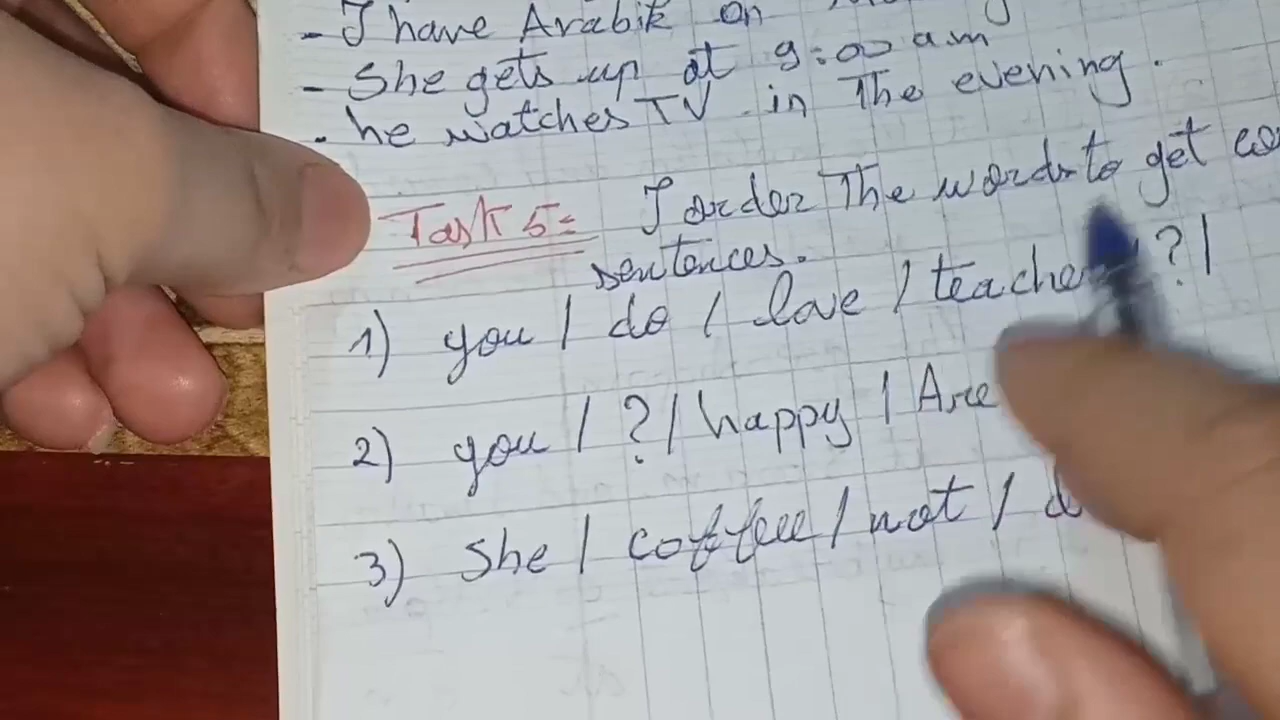 - I have Arabik on
- She gets up at 9:00 am
- he watches TV in The evening.
Task 5: I order The words to get
sentences.
1) you / do / love / teacher ? /
2) you / ? / happy / Are
3) She / coffee / not /